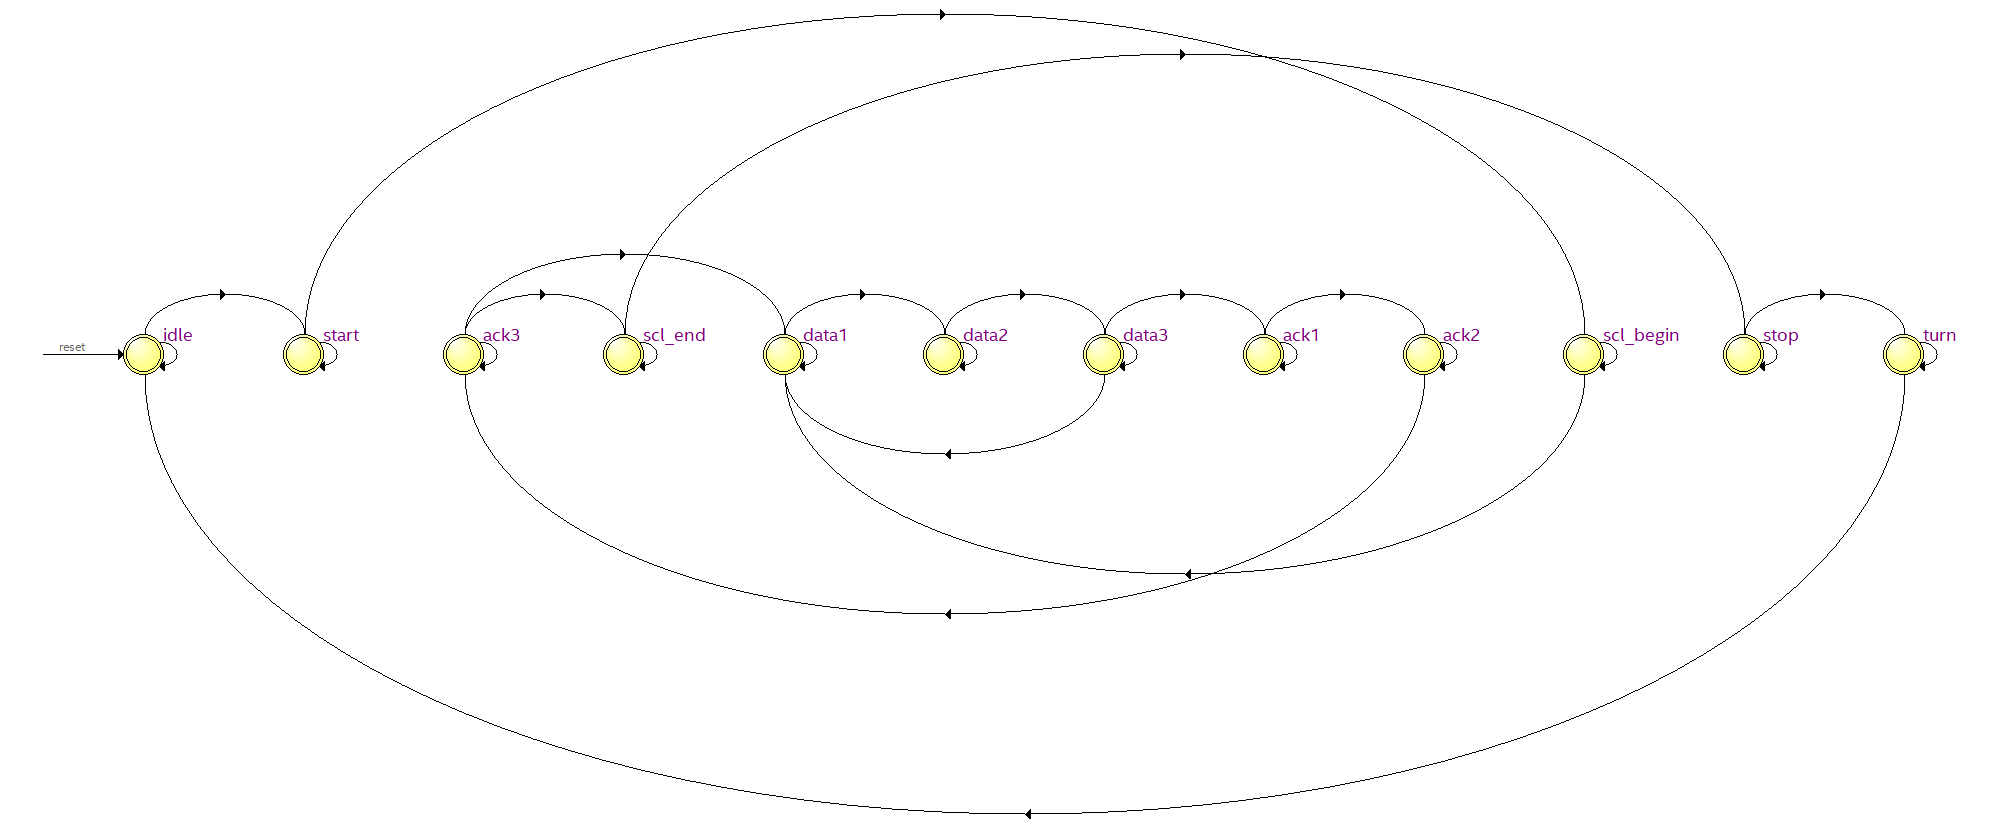 reset
idle
start
ack3
scl_end
data1
data2
data3
ack1
ack2
scl_begin
stop
turn